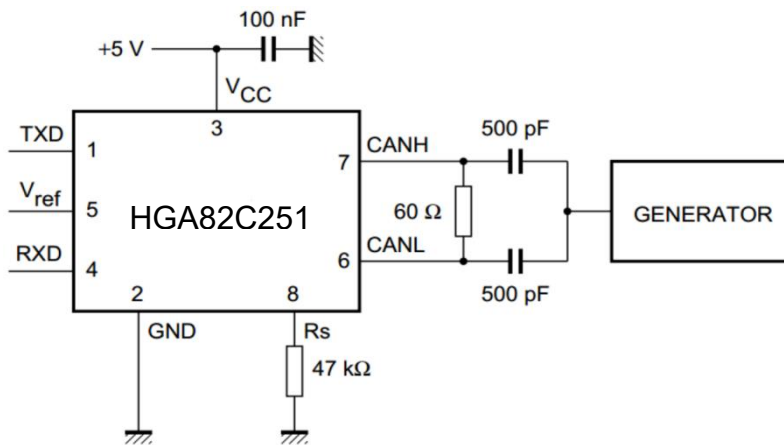 100 nF
+5 V
VCC
3
TXD
1
CANH
7
500 pF
Vref
5
HGA82C251
60 Ω
GENERATOR
RXD
4
CANL
6
500 pF
2
8
GND
Rs
47 kΩ